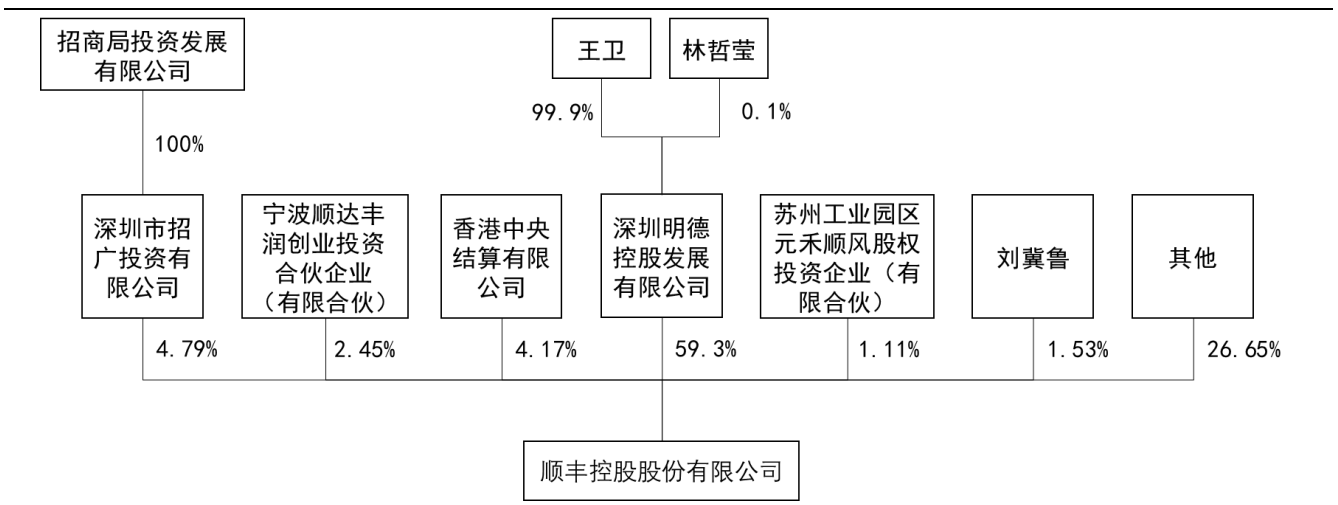 招商局投资发展
有限公司
王卫
林哲莹
99.9%
0.1%
100%
深圳市招
广投资有
限公司
宁波顺达丰
润创业投资
合伙企业
（有限合伙）
香港中央
结算有限
公司
深圳明德
控股发展
有限公司
苏州工业园区
元禾顺风股权
投资企业（有
限合伙）
刘冀鲁
其他
4.79%
2.45%
4.17%
59.3%
1.11%
1.53%
26.65%
顺丰控股股份有限公司